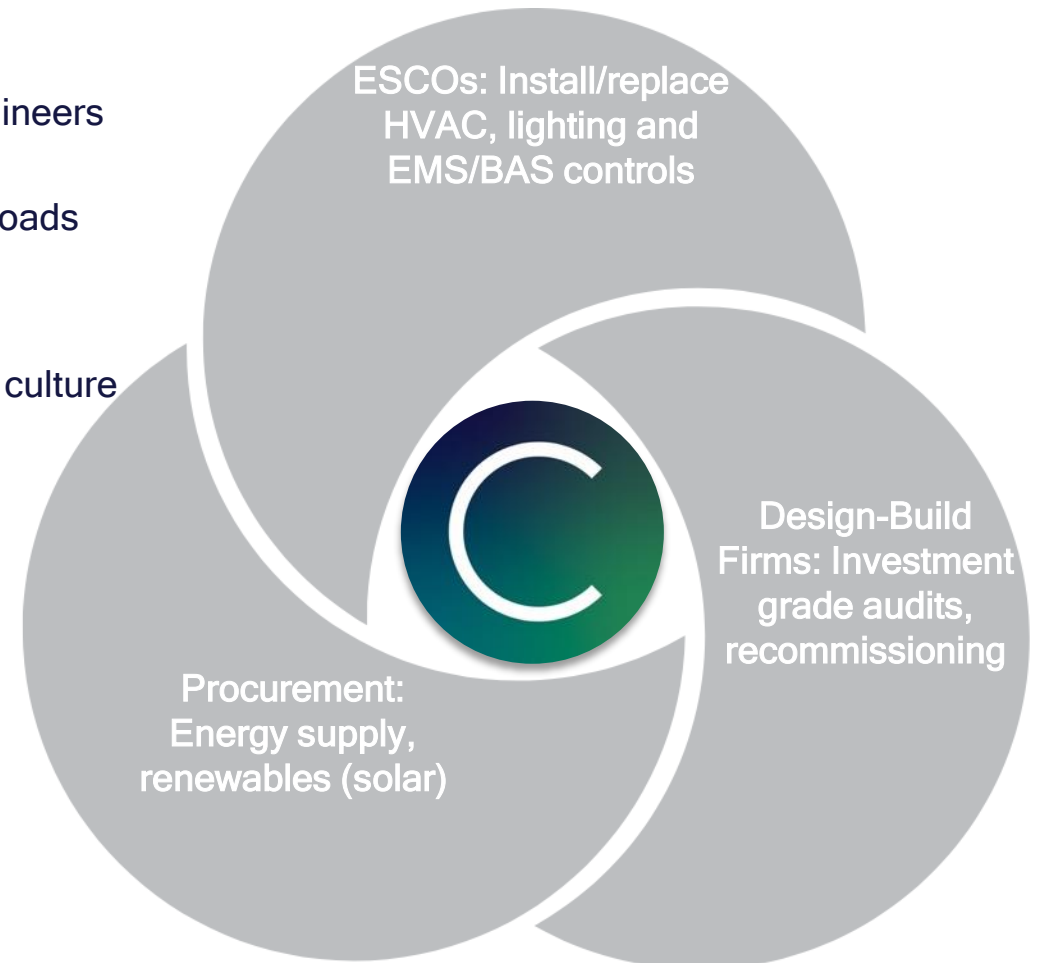 ineers
oads
culture
ESCOs: Install/replace
HVAC, lighting and
EMS/BAS controls
Design-Build
Firms: Investment
grade audits,
recommissioning
Procurement:
Energy supply,
renewables (solar)
C